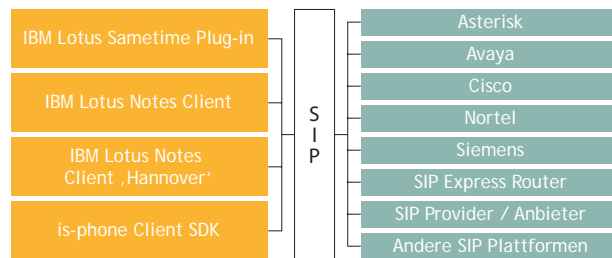 IBM Lotus Sametime Plug-in
IBM Lotus Notes Client
IBM Lotus Notes
Client ‚Hannover‘
is-phone Client SDK
S
I
P
Asterisk
Avaya
Cisco
Nortel
Siemens
SIP Express Router
SIP Provider / Anbieter
Andere SIP Plattformen